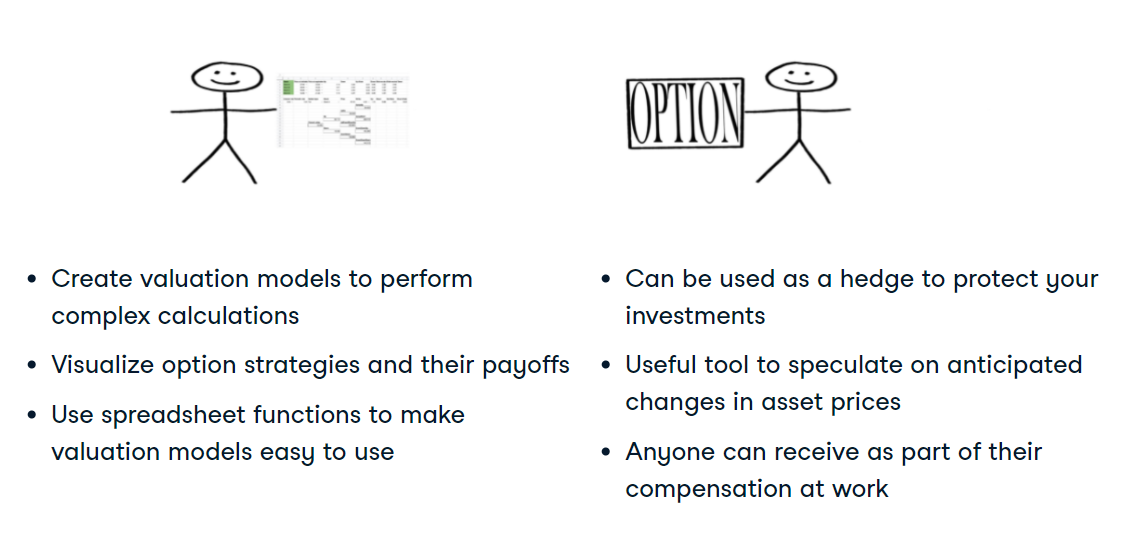 OPTION
Create valuation models to perform
complex calculations
Visualize option strategies and their payoffs
Use spreadsheet functions to make
valuation models easy to use
Can be used as a hedge to protect your
investments
Useful tool to speculate on anticipated
changes in asset prices
Anyone can receive as part of their
compensation at work